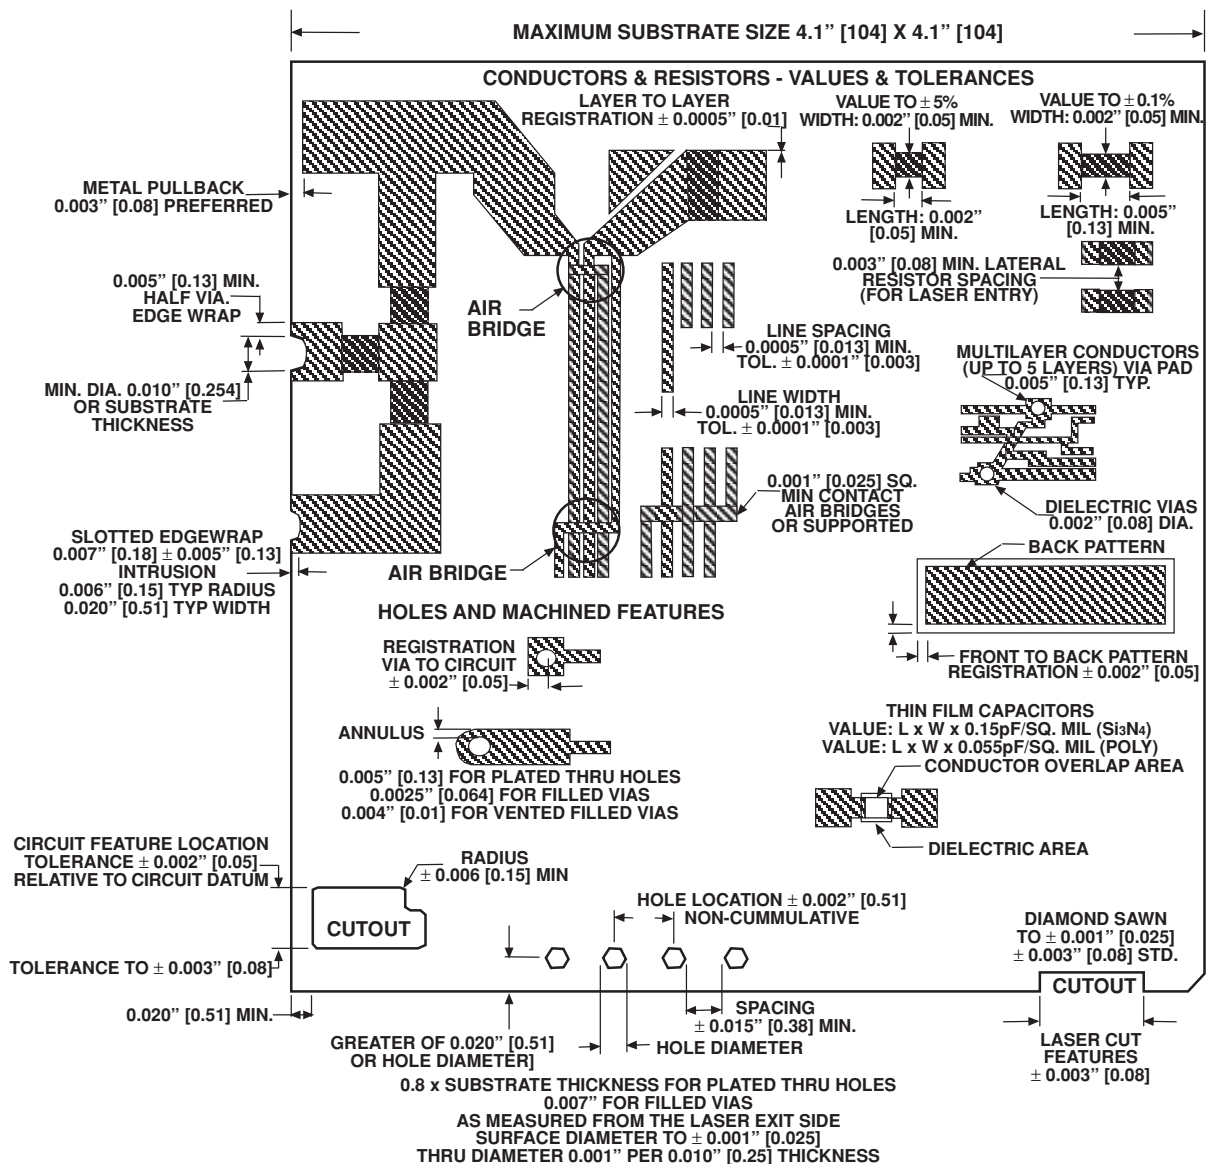 MAXIMUM SUBSTRATE SIZE 4.1” [104] X 4.1” [104]
CONDUCTORS & RESISTORS - VALUES & TOLERANCES
LAYER TO LAYER
REGISTRATION ± 0.0005” [0.01]
VALUE TO ± 5%
WIDTH: 0.002” [0.05] MIN.
VALUE TO ± 0.1%
WIDTH: 0.002” [0.05] MIN.
METAL PULLBACK
0.003” [0.08] PREFERRED
LENGTH: 0.002”
[0.05] MIN.
LENGTH: 0.005”
[0.13] MIN.
0.003” [0.08] MIN. LATERAL
RESISTOR SPACING
(FOR LASER ENTRY)
0.005” [0.13] MIN.
HALF VIA.
EDGE WRAP
AIR
BRIDGE
LINE SPACING
0.0005” [0.013] MIN.
TOL. ± 0.0001” [0.003]
MULTILAYER CONDUCTORS
(UP TO 5 LAYERS) VIA PAD
0.005” [0.13] TYP.
MIN. DIA. 0.010” [0.254]
OR SUBSTRATE
THICKNESS
LINE WIDTH
0.0005” [0.013] MIN.
TOL. ± 0.0001” [0.003]
0.001” [0.025] SQ.
MIN CONTACT
AIR BRIDGES
OR SUPPORTED
DIELECTRIC VIAS
0.002” [0.08] DIA.
SLOTTED EDGEWRAP
0.007” [0.18] ± 0.005” [0.13]
INTRUSION
0.006” [0.15] TYP RADIUS
0.020” [0.51] TYP WIDTH
AIR BRIDGE
BACK PATTERN
HOLES AND MACHINED FEATURES
REGISTRATION
VIA TO CIRCUIT
± 0.002” [0.05]
FRONT TO BACK PATTERN
REGISTRATION ± 0.002” [0.05]
ANNULUS
0.005” [0.13] FOR PLATED THRU HOLES
0.0025” [0.064] FOR FILLED VIAS
0.004” [0.01] FOR VENTED FILLED VIAS
THIN FILM CAPACITORS
VALUE: L x W x 0.15pF/SQ. MIL (Si3N4)
VALUE: L x W x 0.055pF/SQ. MIL (POLY)
CONDUCTOR OVERLAP AREA
DIELECTRIC AREA
CIRCUIT FEATURE LOCATION
TOLERANCE ± 0.002” [0.05]
RELATIVE TO CIRCUIT DATUM
RADIUS
± 0.006 [0.15] MIN
CUTOUT
HOLE LOCATION ± 0.002” [0.51]
NON-CUMMULATIVE
DIAMOND SAWN
TO ± 0.001” [0.025]
± 0.003” [0.08] STD.
TOLERANCE TO ± 0.003” [0.08]
CUTOUT
0.020” [0.51] MIN.
SPACING
± 0.015” [0.38] MIN.
GREATER OF 0.020” [0.51]
OR HOLE DIAMETER]
HOLE DIAMETER
LASER CUT
FEATURES
± 0.003” [0.08]
0.8 x SUBSTRATE THICKNESS FOR PLATED THRU HOLES
0.007” FOR FILLED VIAS
AS MEASURED FROM THE LASER EXIT SIDE
SURFACE DIAMETER TO ± 0.001” [0.025]
THRU DIAMETER 0.001” PER 0.010” [0.25] THICKNESS